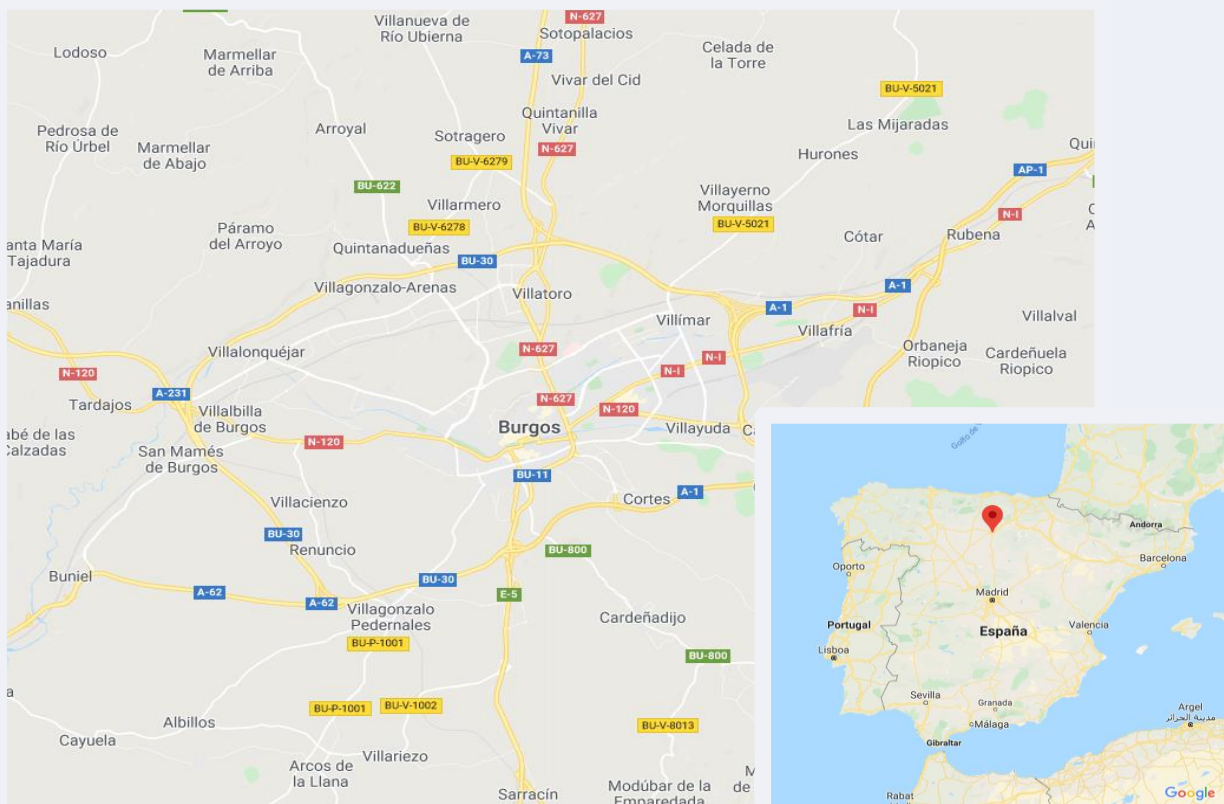 N-627
Villanueva de
Río Ubierna
Sotopalacios
Lodoso
Marmellar
de Arriba
A-73
Celada de
la Torre
Vivar del Cid
BU-V-5021
Quintanilla
Vivar
Pedrosa de
Río Úrbel
Arroyal
Sotragero
Las Mijaradas
Marmellar
de Abajo
N-627
Hurones
BU-V-6279
AP-1
BU-622
Villayerno
Morquillas
Villarmero
N-I
BU-V-6278
BU-V-5021
Páramo
del Arroyo
Cótar
Rubena
Quintanadueñas
Tajadura
BU-30
Villagonzalo-Arenas
Villatoro
A-1
A-1
N-I
Villímar
Villafría
Villalval
Villalonquéjar
N-627
Orbaneja
Riopico
Cardeñuela
Riopico
N-I
N-I
N-120
A-231
Tardajos
N-627
N-120
Villalbilla
de Burgos
Burgos
Villayuda
N-120
San Mamés
de Burgos
BU-11
A-1
Villacienzo
Cortes
BU-30
Renuncio
BU-800
Buniel
BU-30
A-62
A-62
E-5
Villagonzalo
Pedernales
Cardeñadijo
BU-P-1001
BU-800
BU-P-1001
BU-V-1002
Albillos
BU-V-8013
Cayuela
Villariezo
Arcos de
la Llana
Modúbar de la
Emparedada
Sarracín
Andorra
Oporto
Barcelona
Madrid
Portugal
España
Valencia
Lisboa
Sevilla
Granada
Málaga
Argel
مدينة الجزائر
Gibraltar
Rabat
Google